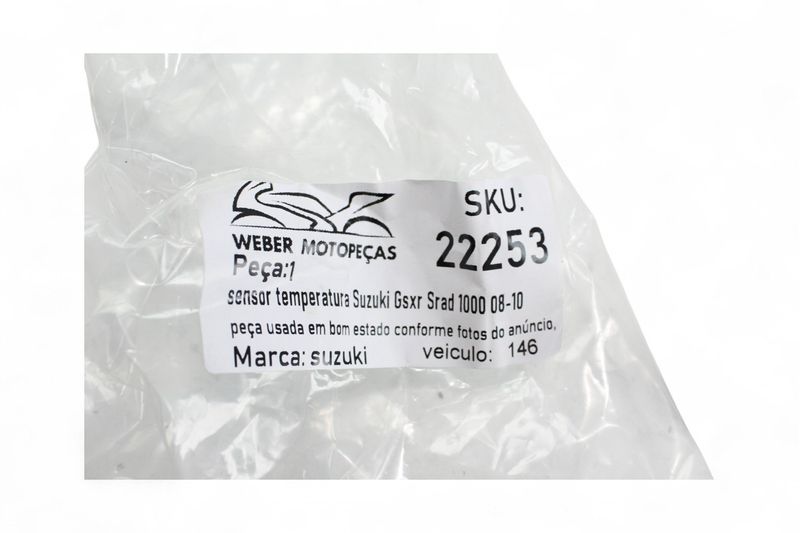 WEBER MOTOPEÇAS
SKU:
22253
Peça:1
sensor temperatura Suzuki Gsxr Srad 1000 08-10
peça usada em bom estado conforme fotos do anúncio,
Marca: suzuki veiculo: 146